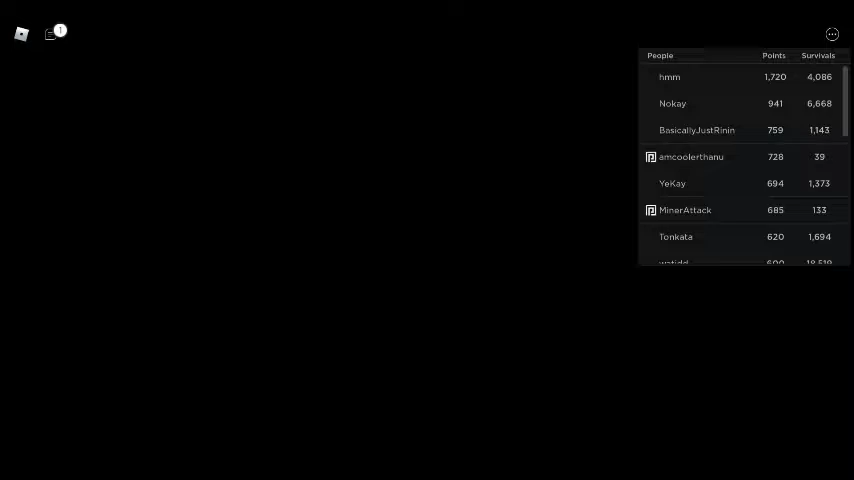 1
People Points Survivals
hmm 1,720 4,086
Nokay 941 6,668
BasicallyJustRinin 759 1,143
amcoolerthanu 728 39
YeKay 694 1,373
MinerAttack 685 133
Tonkata 620 1,694